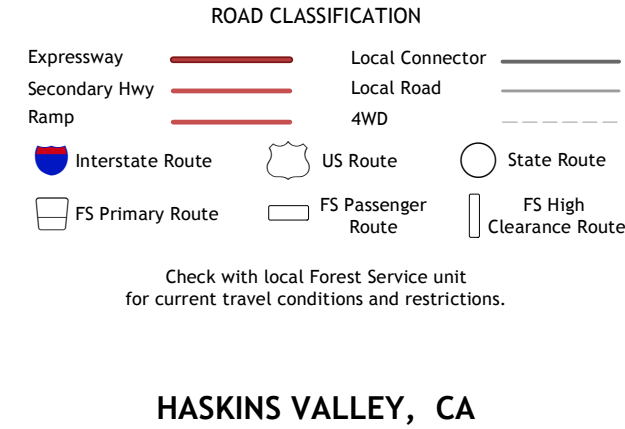 ROAD CLASSIFICATION
Expressway
Local Connector
Secondary Hwy
Local Road
Ramp
4WD
Interstate Route
US Route
State Route
FS Primary Route
FS Passenger
Route
FS High
Clearance Route
Check with local Forest Service unit
for current travel conditions and restrictions.
HASKINS VALLEY, CA